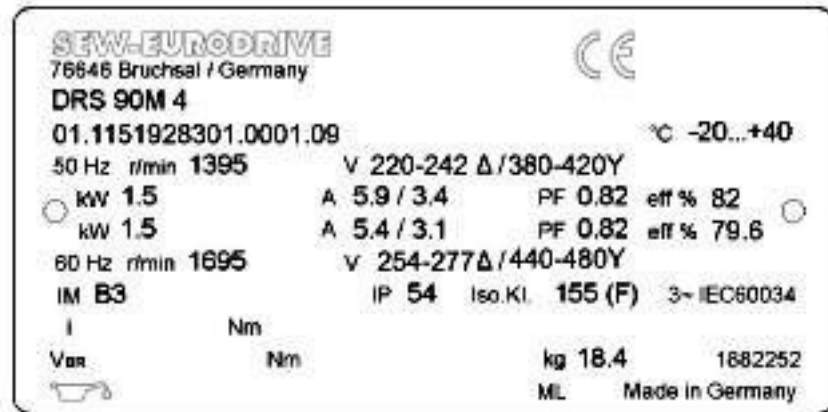 SEW-EURODRIVE
CE
76646 Bruchsal / Germany
DRS 90M 4
01.1151928301.0001.09 °C -20...+40
50 Hz r/min 1395 V 220-242 Δ/380-420Y
kW 1.5 A 5.9 / 3.4 PF 0.82 eff % 82
kW 1.5 A 5.4 / 3.1 PF 0.82 eff % 79.6
60 Hz r/min 1695 V 254-277Δ/440-480Y
IM B3 IP 54 Iso.Kl. 155 (F) 3~ IEC60034
i Nm
VBR Nm kg 18.4 1882252
ML Made in Germany